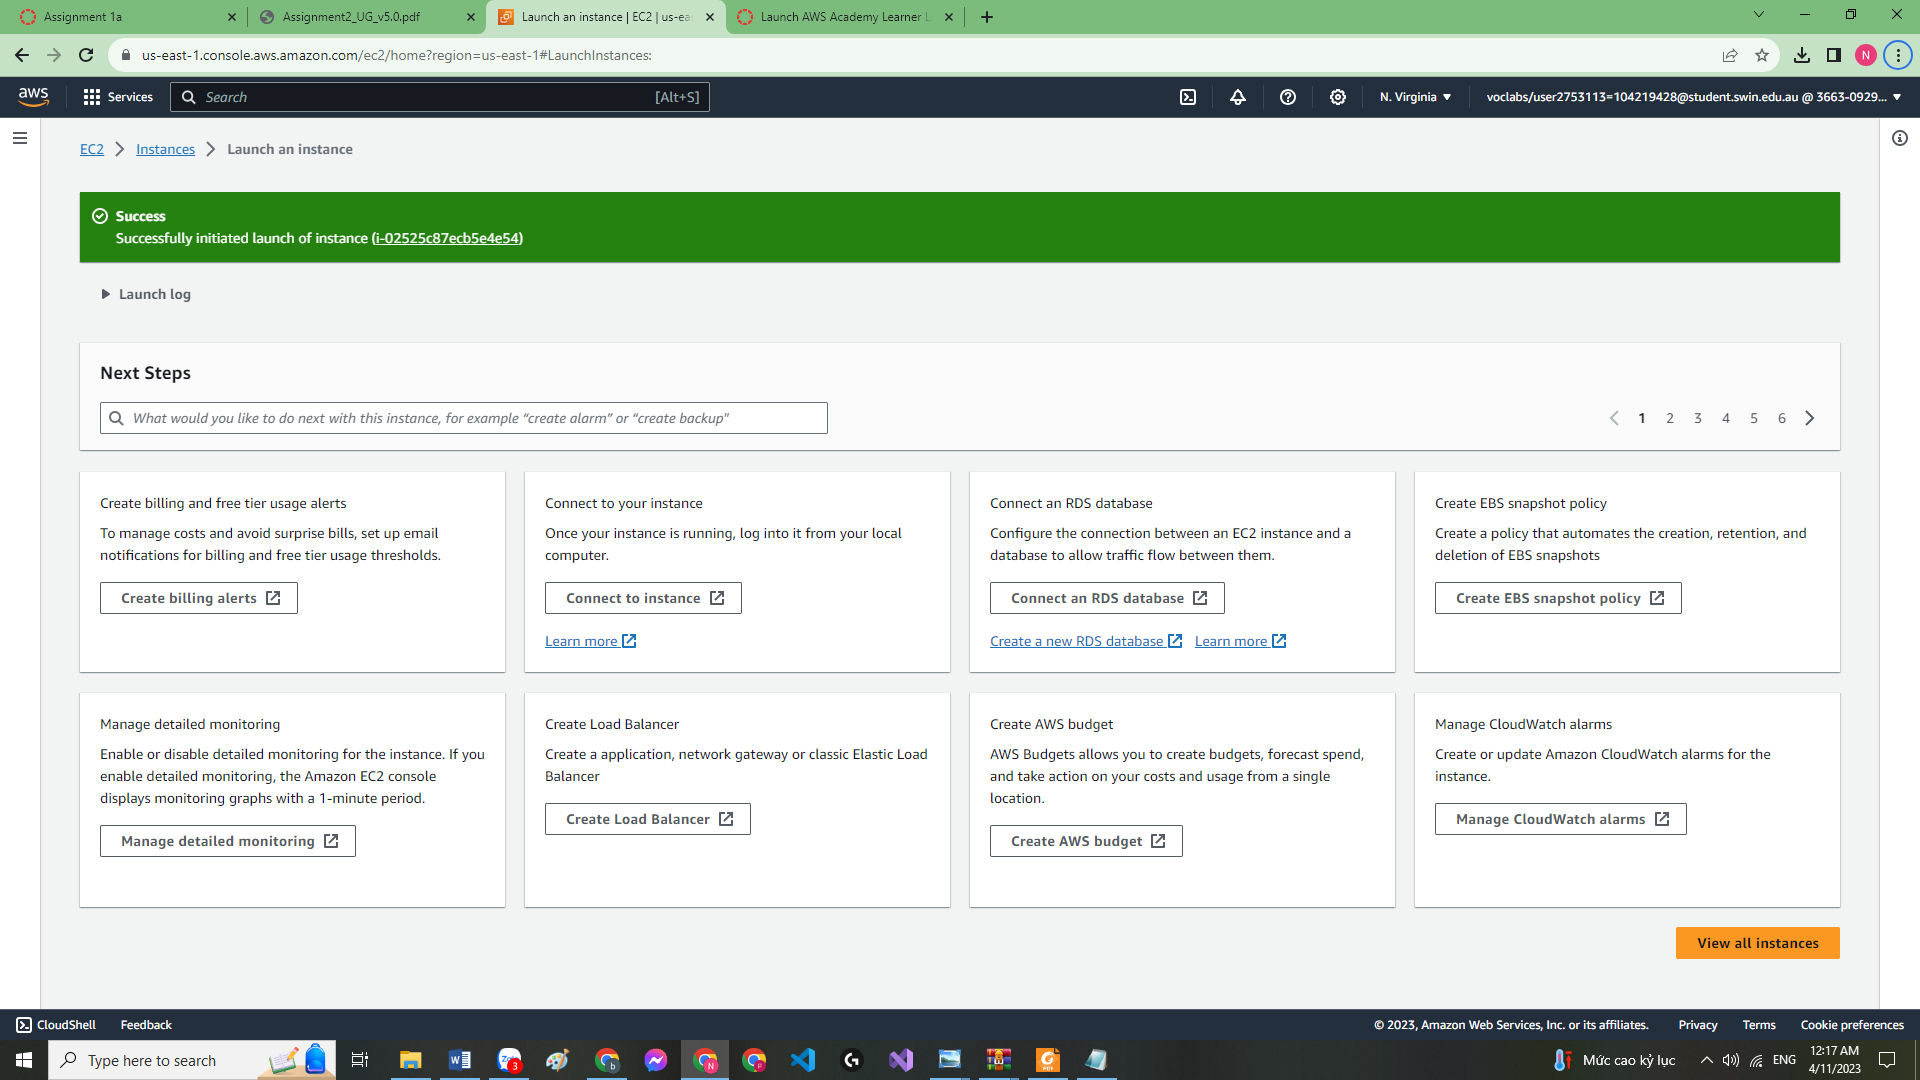 Assignment 1a
Assignment2_UG_v5.0.pdf
Launch an instance | EC2 | us-eas
Launch AWS Academy Learner L
us-east-1.console.aws.amazon.com/ec2/home?region=us-east-1#LaunchInstances:
N
aws
Services
Search
[Alt+S]
N. Virginia
voclabs/user2753113=104219428@student.swin.edu.au @ 3663-0929...
EC2
Instances
Launch an instance
Success
Successfully initiated launch of instance (i-02525c87ecb5e4e54)
Launch log
Next Steps
What would you like to do next with this instance, for example “create alarm” or “create backup”
1 2 3 4 5 6
Create billing and free tier usage alerts
To manage costs and avoid surprise bills, set up email
notifications for billing and free tier usage thresholds.
Create billing alerts
Connect to your instance
Once your instance is running, log into it from your local
computer.
Connect to instance
Learn more
Connect an RDS database
Configure the connection between an EC2 instance and a
database to allow traffic flow between them.
Connect an RDS database
Create a new RDS database
Learn more
Create EBS snapshot policy
Create a policy that automates the creation, retention, and
deletion of EBS snapshots
Create EBS snapshot policy
Manage detailed monitoring
Enable or disable detailed monitoring for the instance. If you
enable detailed monitoring, the Amazon EC2 console
displays monitoring graphs with a 1-minute period.
Manage detailed monitoring
Create Load Balancer
Create a application, network gateway or classic Elastic Load
Balancer
Create Load Balancer
Create AWS budget
AWS Budgets allows you to create budgets, forecast spend,
and take action on your costs and usage from a single
location.
Create AWS budget
Manage CloudWatch alarms
Create or update Amazon CloudWatch alarms for the
instance.
Manage CloudWatch alarms
View all instances
CloudShell
Feedback
© 2023, Amazon Web Services, Inc. or its affiliates.
Privacy
Terms
Cookie preferences
Type here to search
3
Mức cao kỷ lục
ENG
12:17 AM
4/11/2023